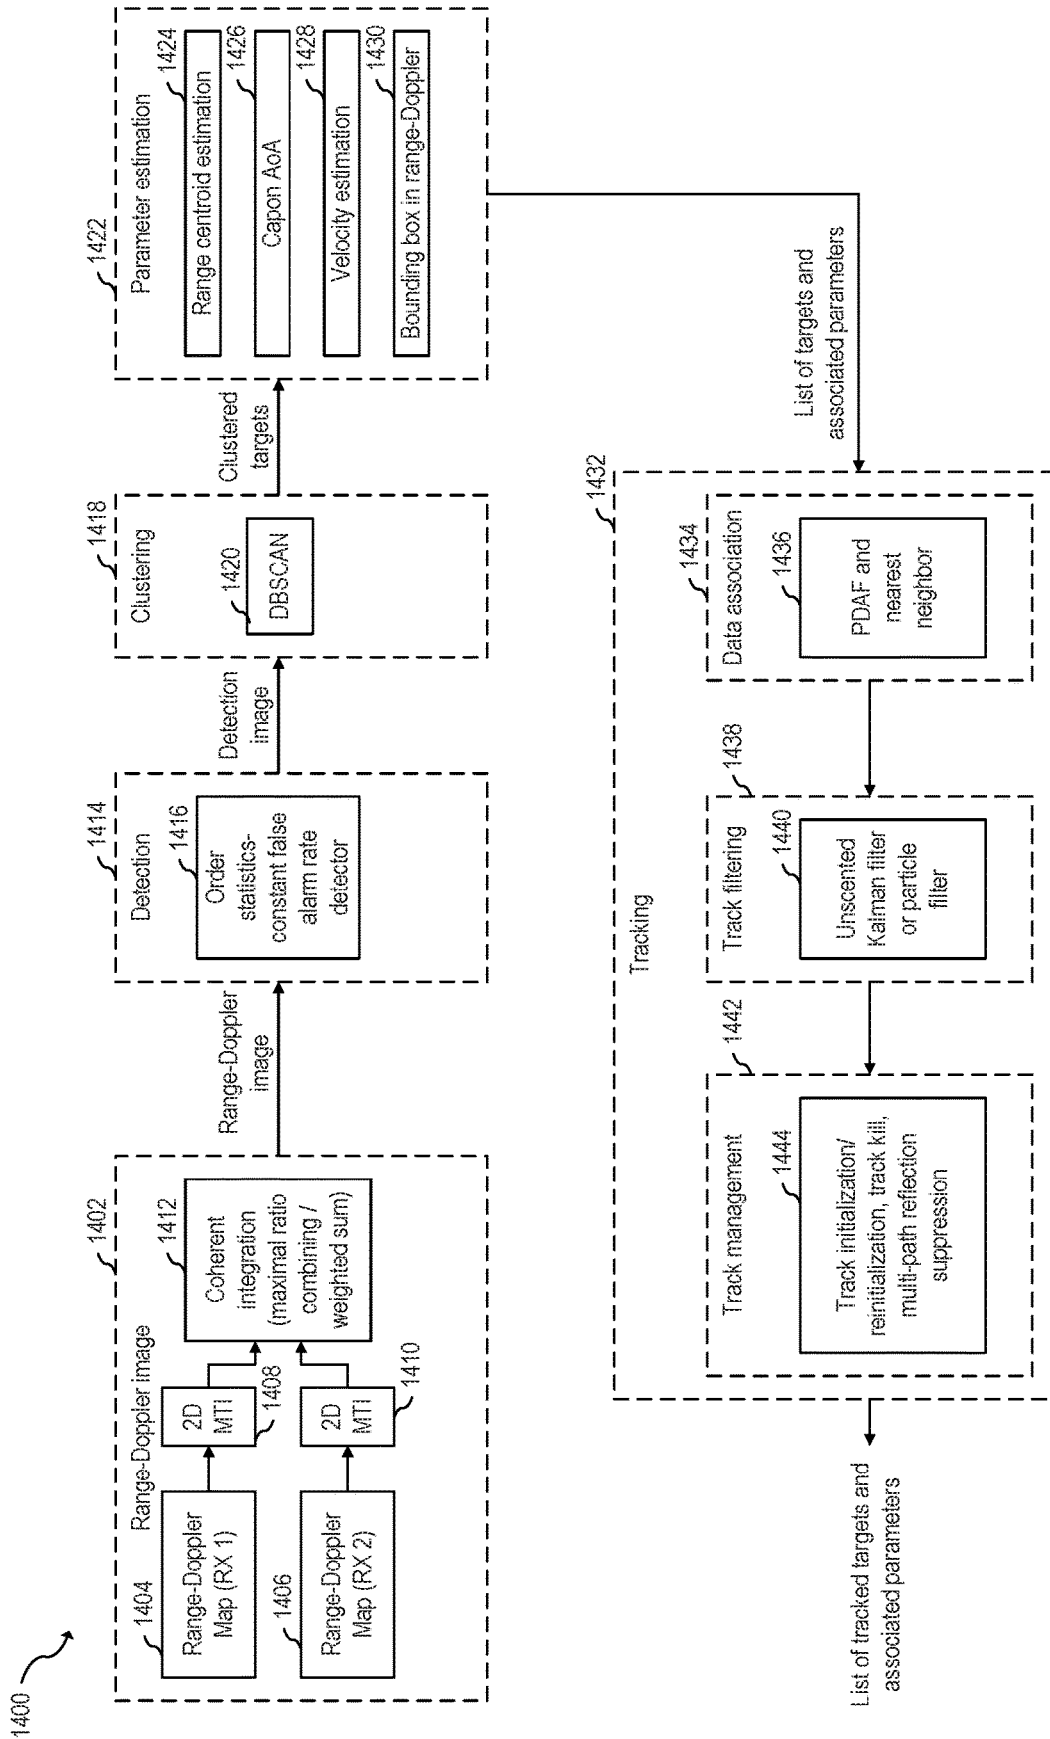 1400
1402
Range-Doppler image
1404
Range-Doppler
Map (RX 1)
1406
Range-Doppler
Map (RX 2)
2D
MTI
1408
2D
MTI
1410
1412
Coherent
integration
(maximal ratio
combining /
weighted sum)
Range-Doppler
image
1414
Detection
1416
Order
statistics-
constant false
alarm rate
detector
Detection
image
1418
Clustering
1420
DBSCAN
Clustered
targets
1422
Parameter estimation
1424
Range centroid estimation
1426
Capon AoA
1428
Velocity estimation
1430
Bounding box in range-Doppler
List of targets and
associated parameters
1432
Tracking
1434
Data association
1436
PDAF and
nearest
neighbor
1438
Track filtering
1440
Unscented
Kalman filter
or particle
filter
1442
Track management
1444
Track initialization/
reinitialization, track kill,
multi-path reflection
suppression
List of tracked targets and
associated parameters